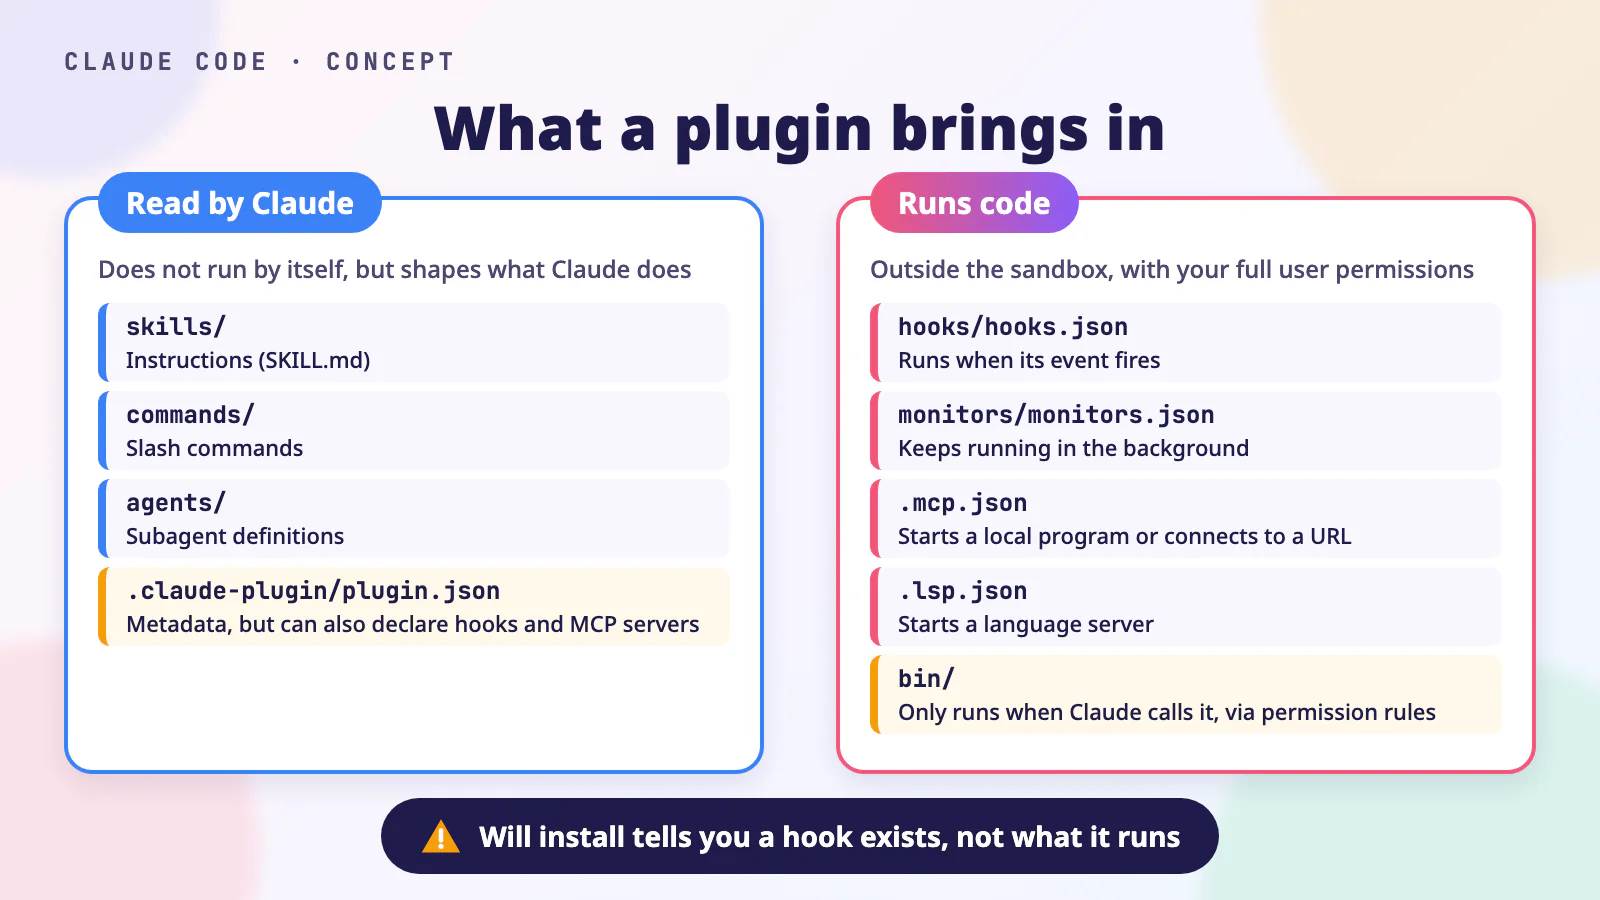 CLAUDE CODE · CONCEPT
What a plugin brings in
Read by Claude
Does not run by itself, but shapes what Claude does
skills/
Instructions (SKILL.md)
commands/
Slash commands
agents/
Subagent definitions
.claude-plugin/plugin.json
Metadata, but can also declare hooks and MCP servers
Runs code
Outside the sandbox, with your full user permissions
hooks/hooks.json
Runs when its event fires
monitors/monitors.json
Keeps running in the background
.mcp.json
Starts a local program or connects to a URL
.lsp.json
Starts a language server
bin/
Only runs when Claude calls it, via permission rules
Will install tells you a hook exists, not what it runs